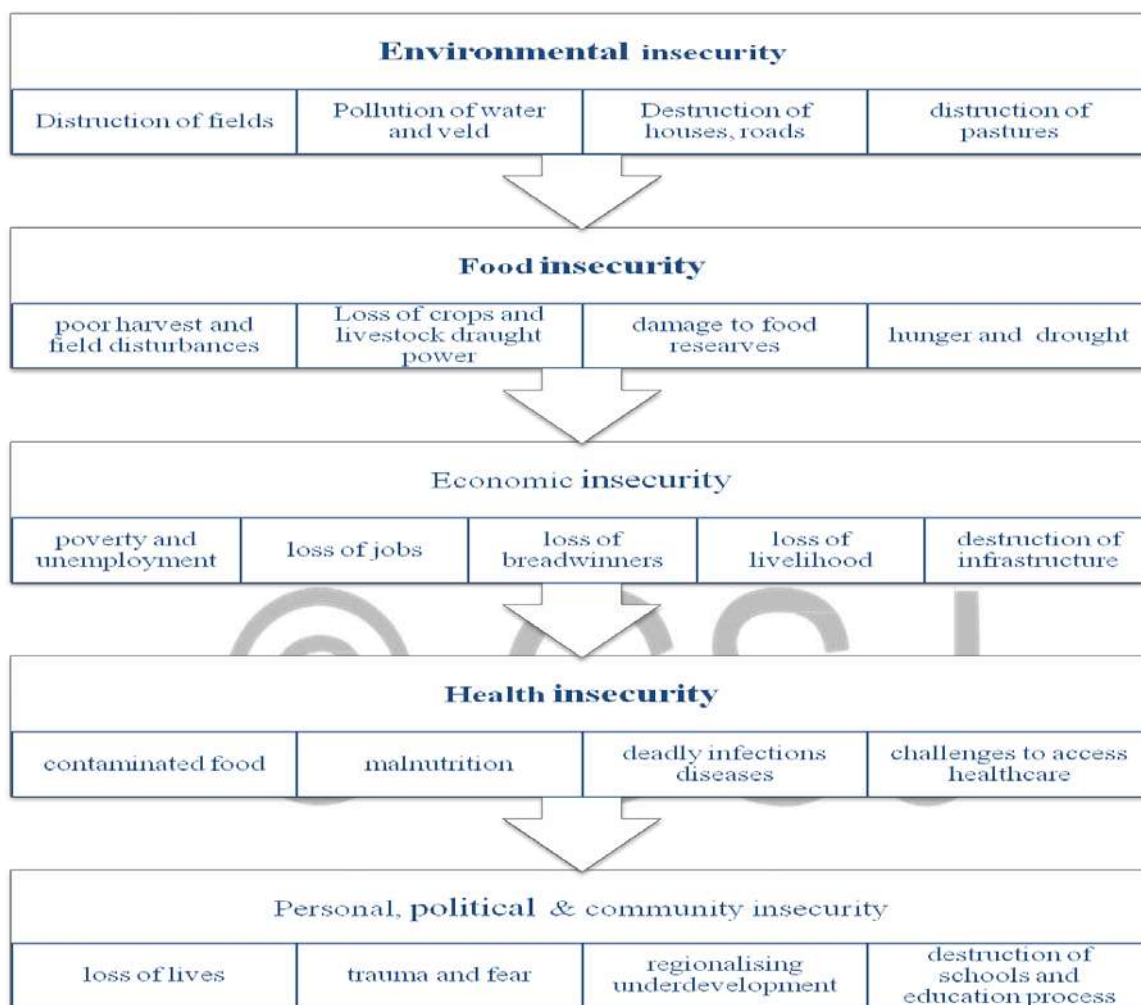 Environmental insecurity
Distruction of fields
Pollution of water
and veld
Destruction of
houses, roads
distruction of
pastures
Food insecurity
poor harvest and
field disturbances
Loss of crops and
livestock draught
power
damage to food
researves
hunger and drought
Economic insecurity
poverty and
unemployment
loss of jobs
loss of
breadwinners
loss of
livelihood
destruction of
infrastructure
Health insecurity
contaminated food
malnutrition
deadly infections
diseases
challenges to access
healthcare
Personal, political & community insecurity
loss of lives
trauma and fear
regionalising
underdevelopment
destruction of
schools and
education process